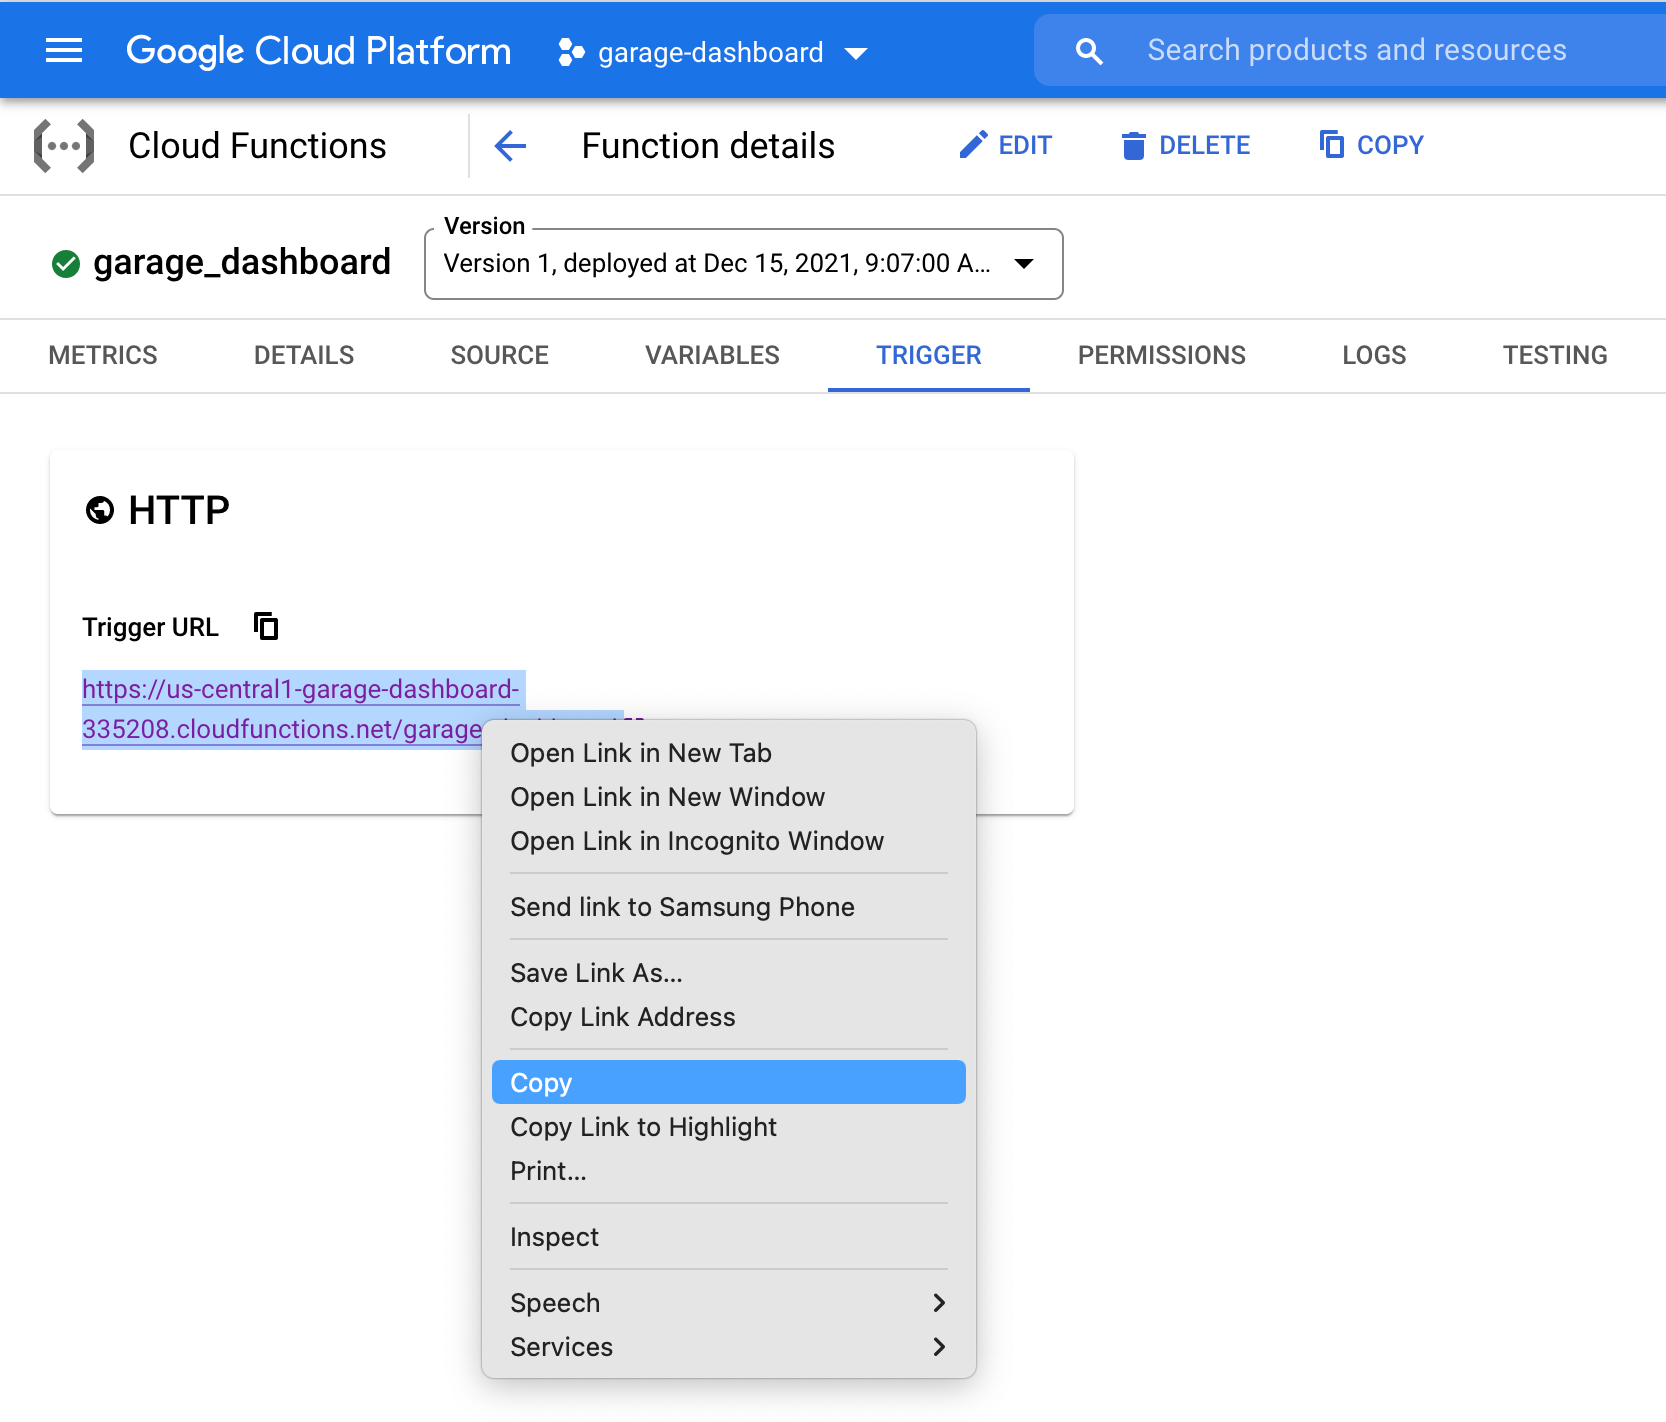 Google Cloud Platform garage-dashboard Search products and resources
Cloud Functions Function details EDIT DELETE COPY
Version
garage_dashboard Version 1, deployed at Dec 15, 2021, 9:07:00 A...
METRICS DETAILS SOURCE VARIABLES TRIGGER PERMISSIONS LOGS TESTING
HTTP
Trigger URL
https://us-central1-garage-dashboard-
335208.cloudfunctions.net/garage
Open Link in New Tab
Open Link in New Window
Open Link in Incognito Window
Send link to Samsung Phone
Save Link As...
Copy Link Address
Copy
Copy Link to Highlight
Print...
Inspect
Speech
Services